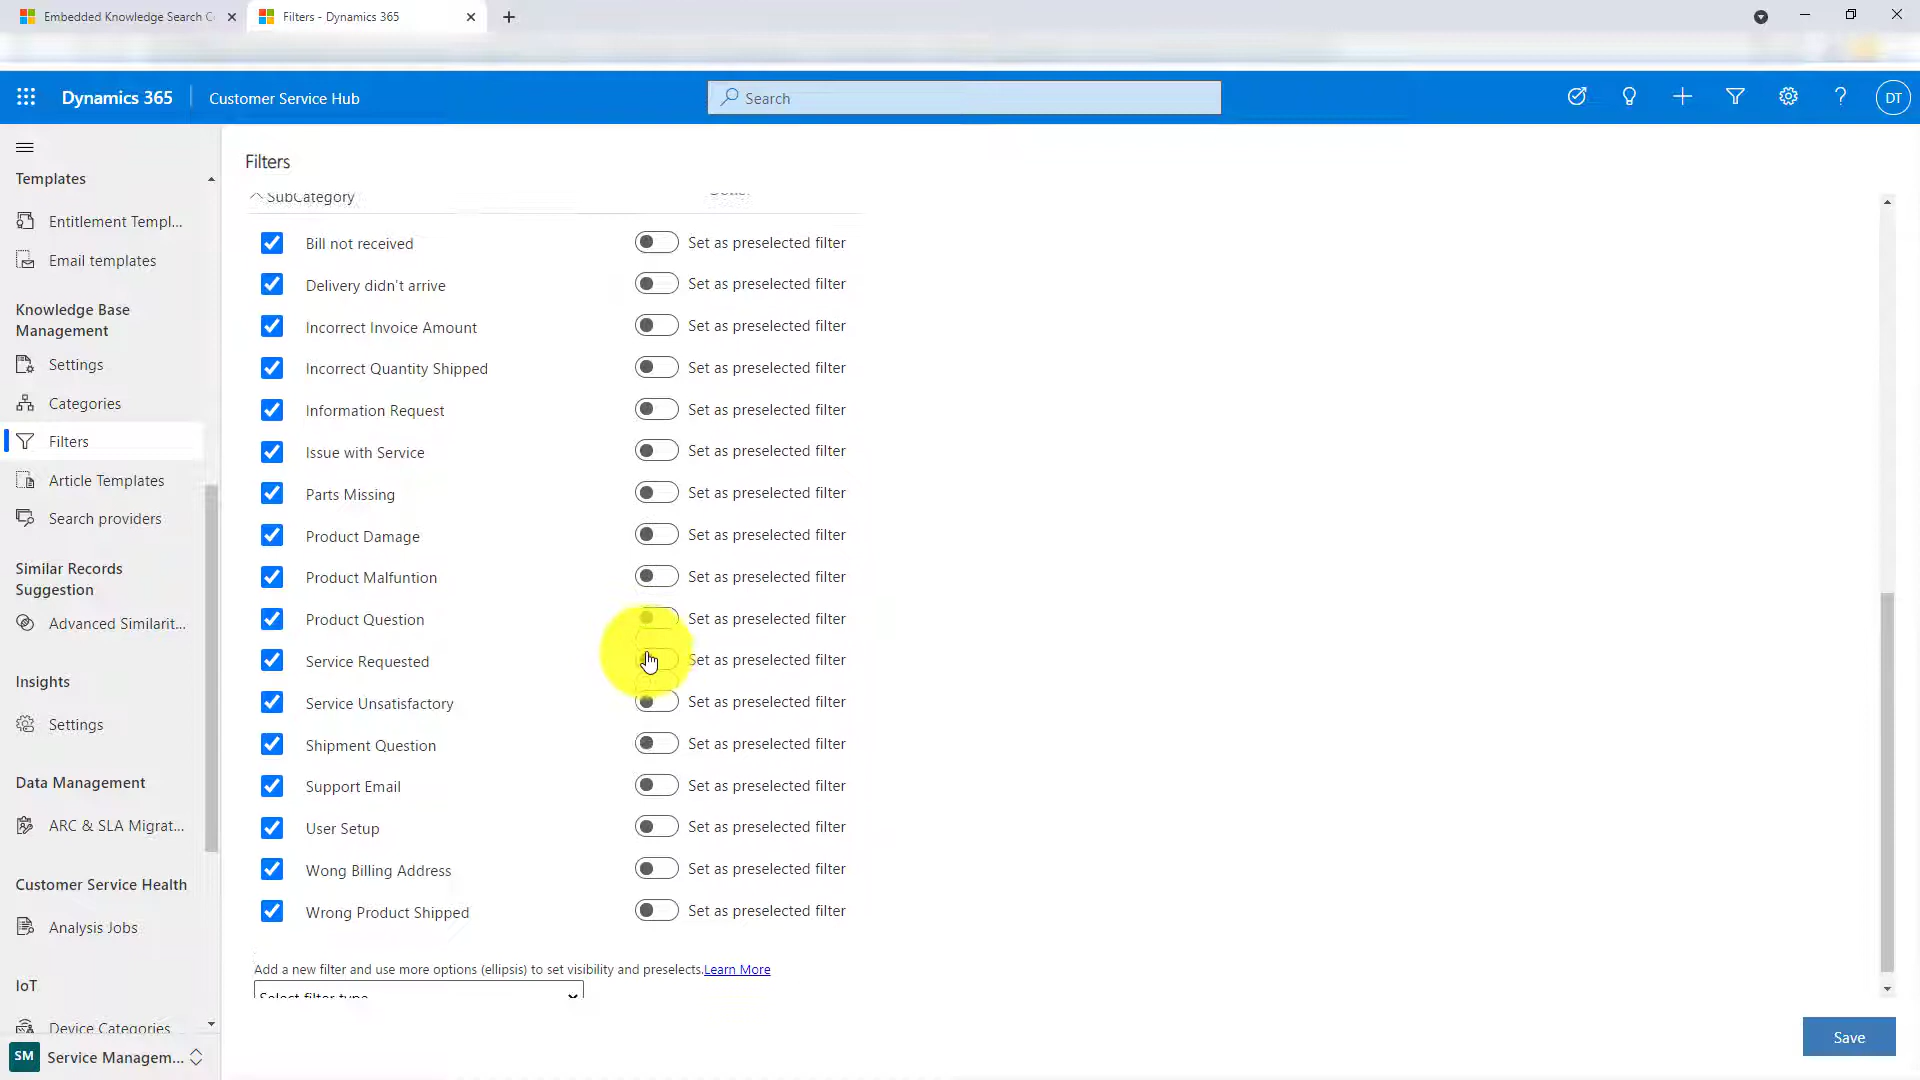 Embedded Knowledge Search C
Filters - Dynamics 365
Dynamics 365
Customer Service Hub
Search
DT
Templates
Entitlement Templ...
Email templates
Knowledge Base
Management
Settings
Categories
Filters
Article Templates
Search providers
Similar Records
Suggestion
Advanced Similarit...
Insights
Settings
Data Management
ARC & SLA Migrat...
Customer Service Health
Analysis Jobs
IoT
Device Categories
SM
Service Managem...
Filters
SubCategory
Bill not received Set as preselected filter
Delivery didn't arrive Set as preselected filter
Incorrect Invoice Amount Set as preselected filter
Incorrect Quantity Shipped Set as preselected filter
Information Request Set as preselected filter
Issue with Service Set as preselected filter
Parts Missing Set as preselected filter
Product Damage Set as preselected filter
Product Malfuntion Set as preselected filter
Product Question Set as preselected filter
Service Requested Set as preselected filter
Service Unsatisfactory Set as preselected filter
Shipment Question Set as preselected filter
Support Email Set as preselected filter
User Setup Set as preselected filter
Wong Billing Address Set as preselected filter
Wrong Product Shipped Set as preselected filter
Add a new filter and use more options (ellipsis) to set visibility and preselects.Learn More
Select filter type
Save